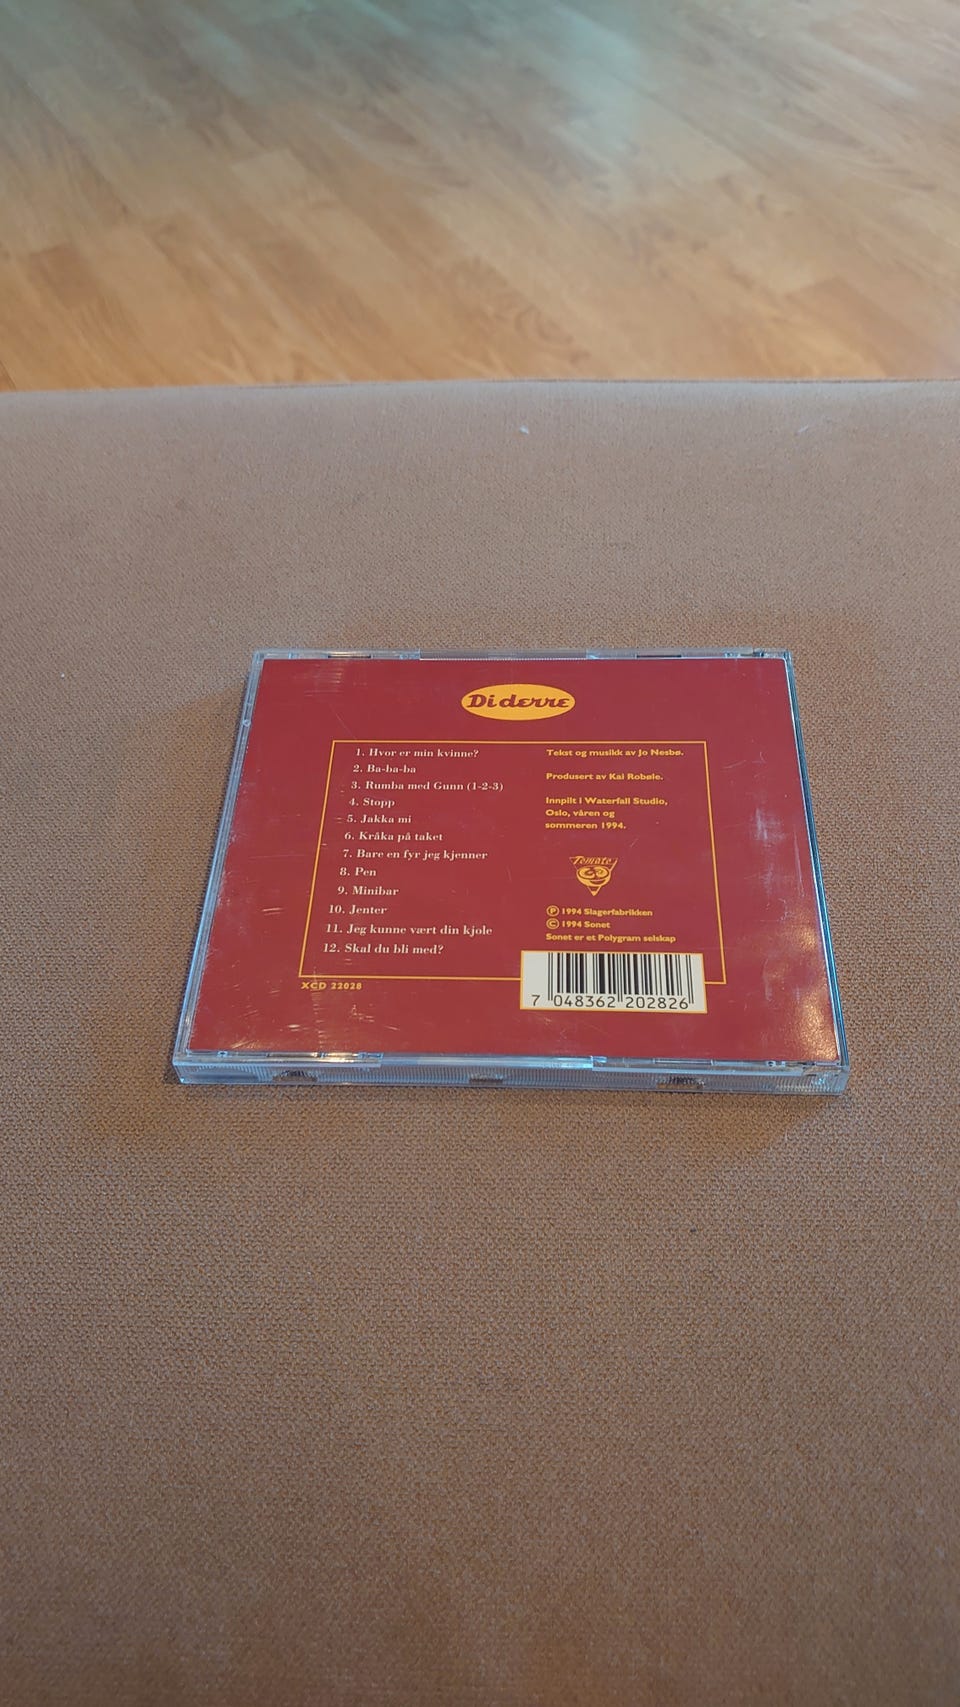 Di derre
1. Hvor er min kvinne?
2. Ba-ba-ba
3. Rumba med Gunn (1-2-3)
4. Stopp
5. Jakka mi
6. Kråka på taket
7. Bare en fyr jeg kjenner
8. Pen
9. Minibar
10. Jenter
11. Jeg kunne vært din kjole
12. Skal du bli med?
XCD 22028
Tekst og musikk av Jo Nesbø.
Produsert av Kai Robøle.
Innpilt i Waterfall Studio,
Oslo, våren og
sommeren 1994.
Tomato
Ⓟ 1994 Slagerfabrikken
© 1994 Sonet
Sonet er et Polygram selskap
7 048362 202826